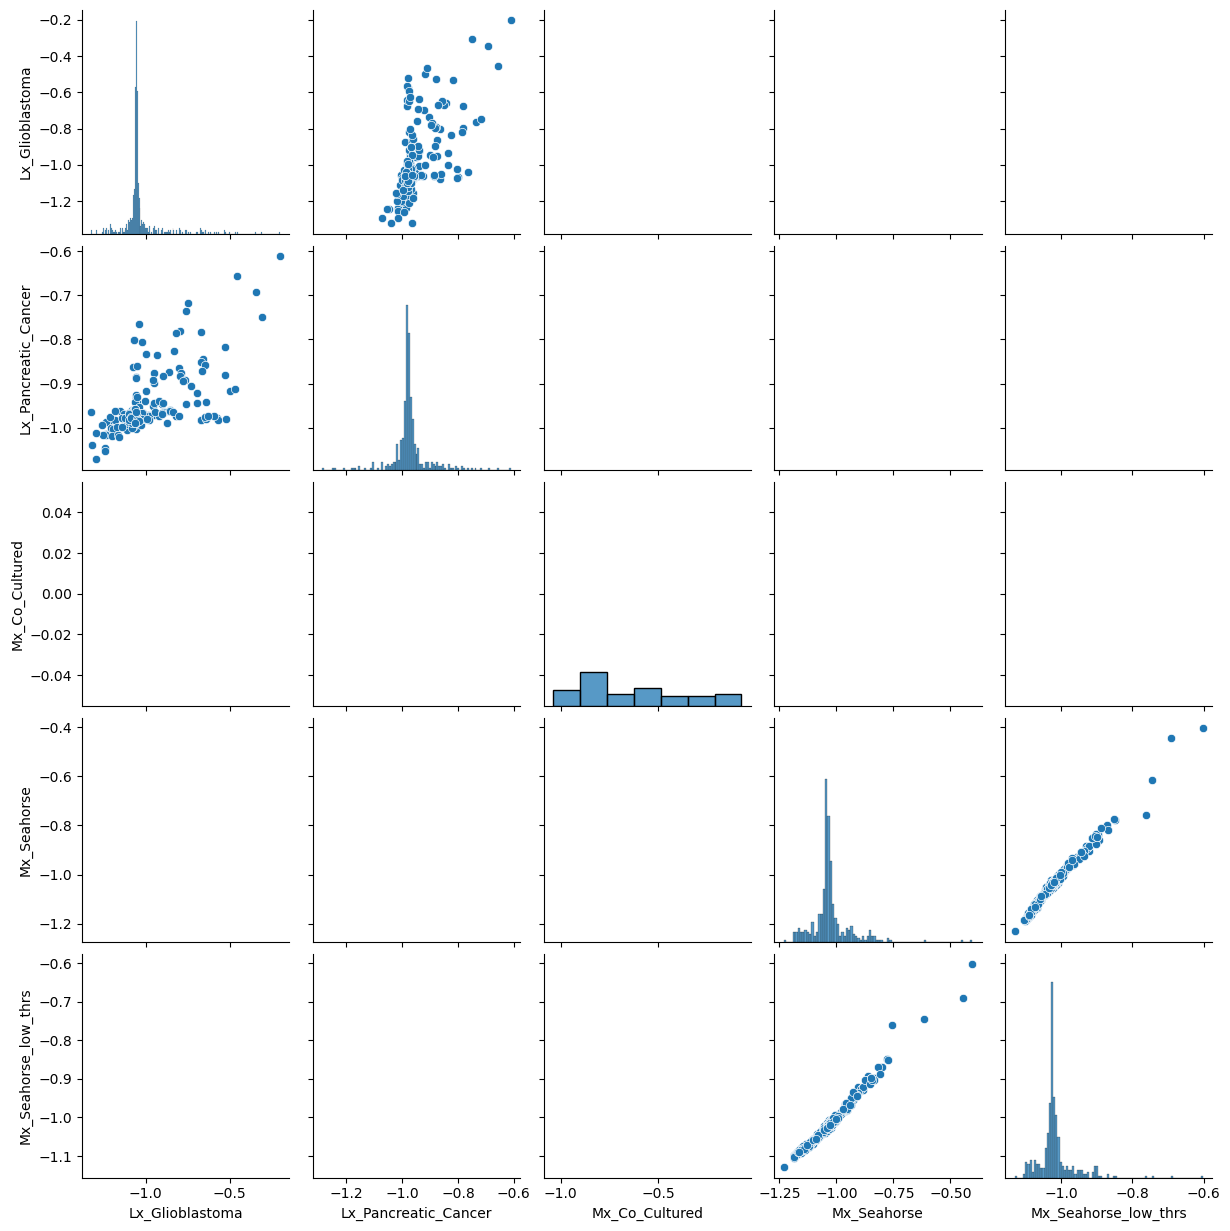 −0.2
−0.4
−0.6
−0.8
−1.0
−1.2
Lx_Glioblastoma
−0.6
−0.7
−0.8
−0.9
−1.0
Lx_Pancreatic_Cancer
0.04
0.02
0.00
−0.02
−0.04
Mx_Co_Cultured
−0.4
−0.6
−0.8
−1.0
−1.2
Mx_Seahorse
−0.6
−0.7
−0.8
−0.9
−1.0
−1.1
Mx_Seahorse_low_thrs
−1.0 −0.5
Lx_Glioblastoma
−1.2 −1.0 −0.8 −0.6
Lx_Pancreatic_Cancer
−1.0 −0.5
Mx_Co_Cultured
−1.25 −1.00 −0.75 −0.50
Mx_Seahorse
−1.0 −0.8 −0.6
Mx_Seahorse_low_thrs